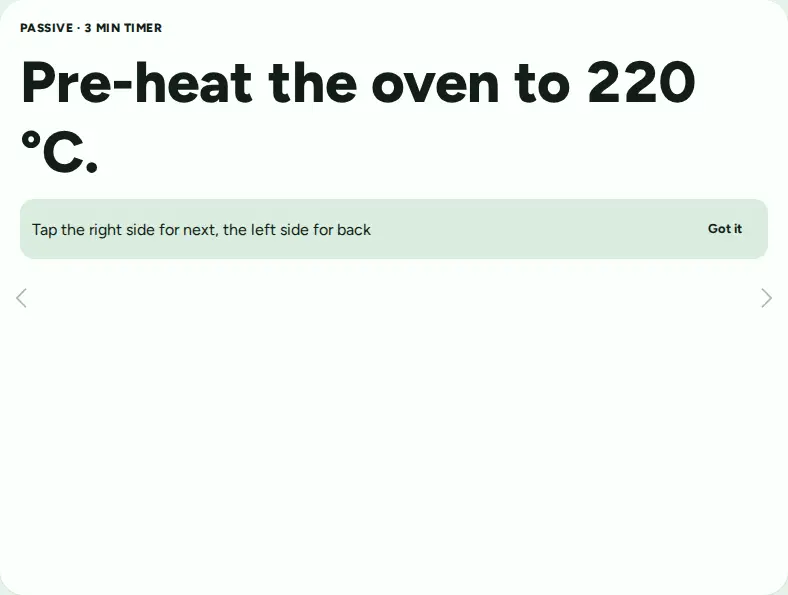 PASSIVE · 3 MIN TIMER
Pre-heat the oven to 220
°C.
Tap the right side for next, the left side for back
Got it